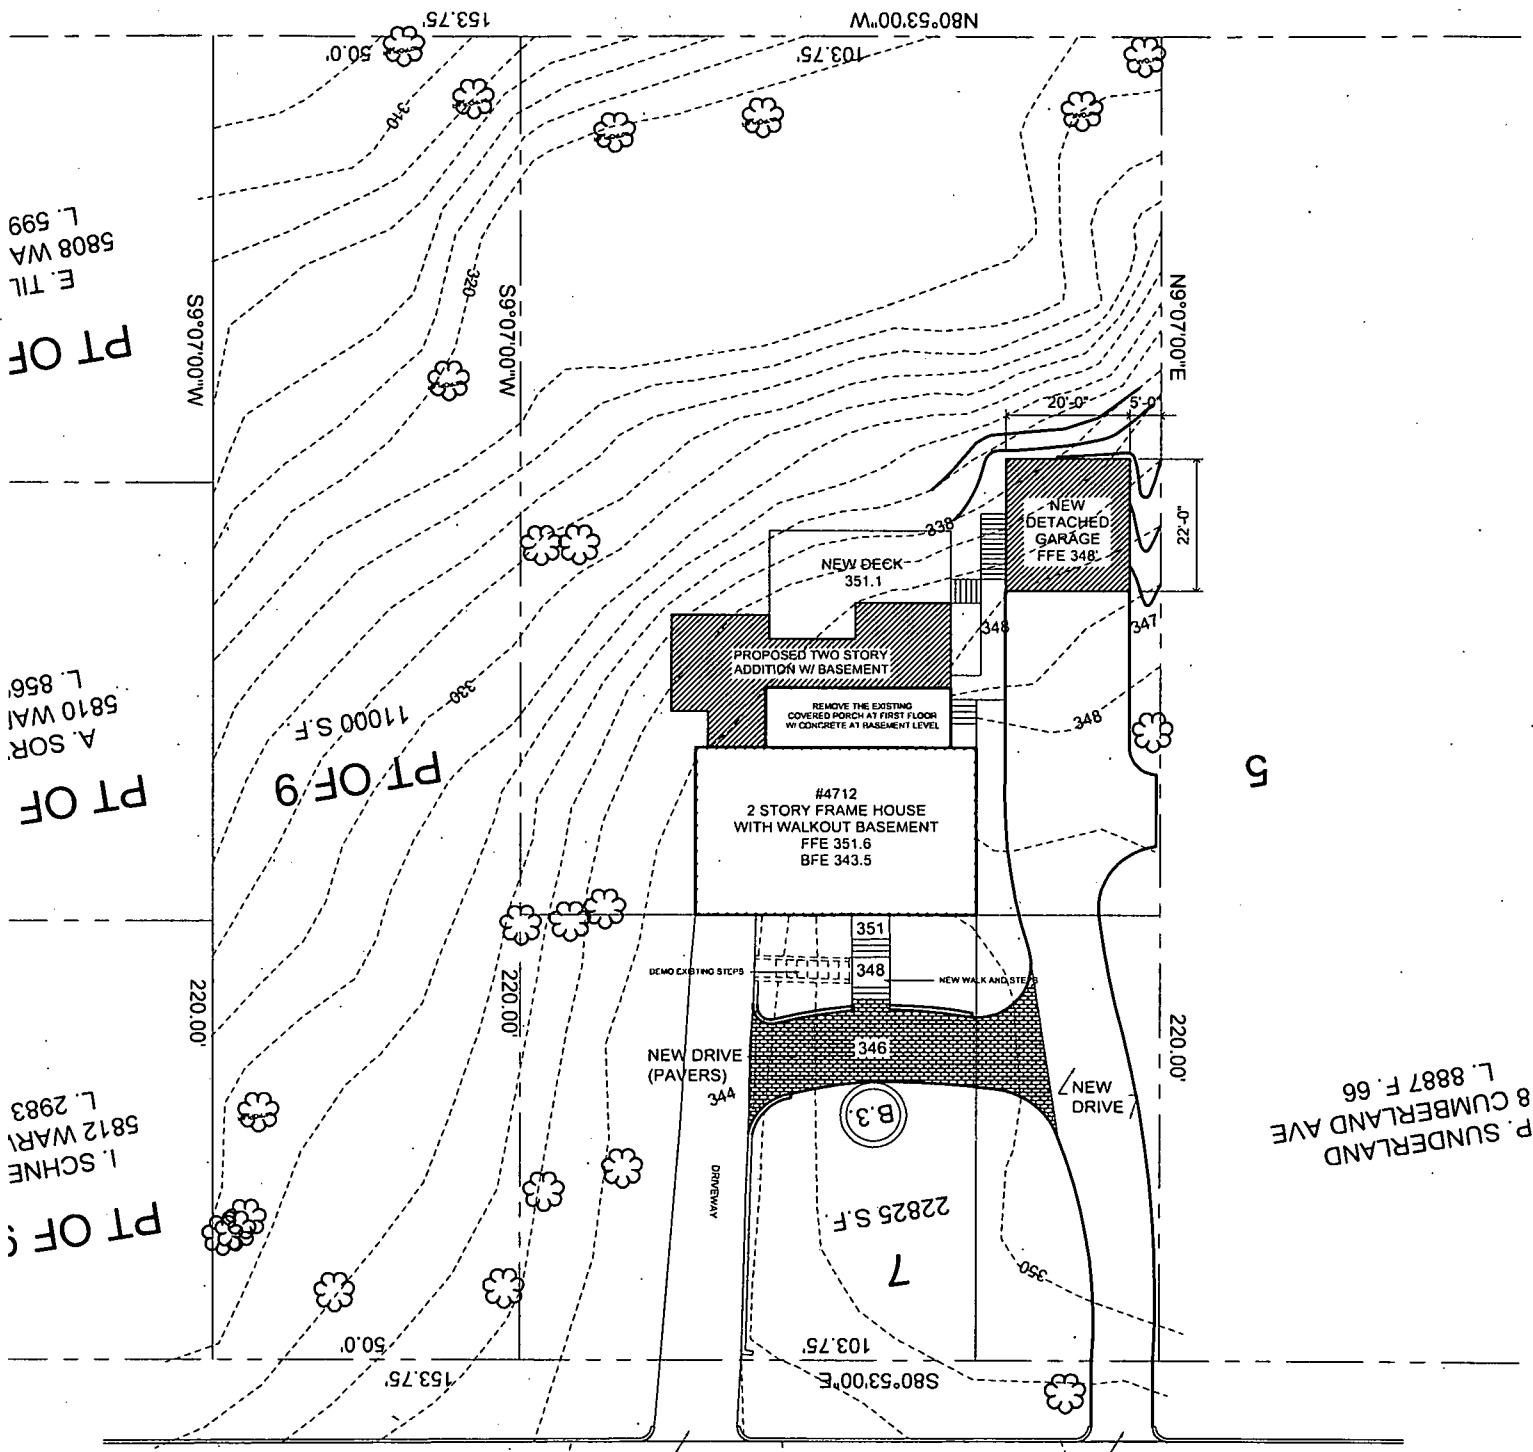 153.75'
N80°53'00"W
50.0'
103.75'
310
L. 599
5808 WA
E. TIL
PT OF
320
S9°07'00"W
S9°07'00"W
N9°07'00"E
20'-0"
5'-0"
22'-0"
338
NEW
DETACHED
GARAGE
FFE 348'
NEW DECK
351.1
348
347
PROPOSED TWO STORY
ADDITION W/ BASEMENT
REMOVE THE EXISTING
COVERED PORCH AT FIRST FLOOR
W/ CONCRETE AT BASEMENT LEVEL
348
330
11000 S.F.
PT OF 9
L. 856
5810 WA
A. SOR
PT OF
5
#4712
2 STORY FRAME HOUSE
WITH WALKOUT BASEMENT
FFE 351.6
BFE 343.5
351
DEMO EXISTING STEPS
348
NEW WALK AND STEPS
220.00'
220.00'
220.00'
346
NEW DRIVE
(PAVERS)
344
NEW
DRIVE
B.3.
L. 2983
5812 WARW
I. SCHNE
PT OF 9
P. SUNDERLAND
8 CUMBERLAND AVE
L. 8887 F. 66
DRIVEWAY
22825 S.F.
7
350
50.0'
103.75'
153.75'
S80°53'00"E